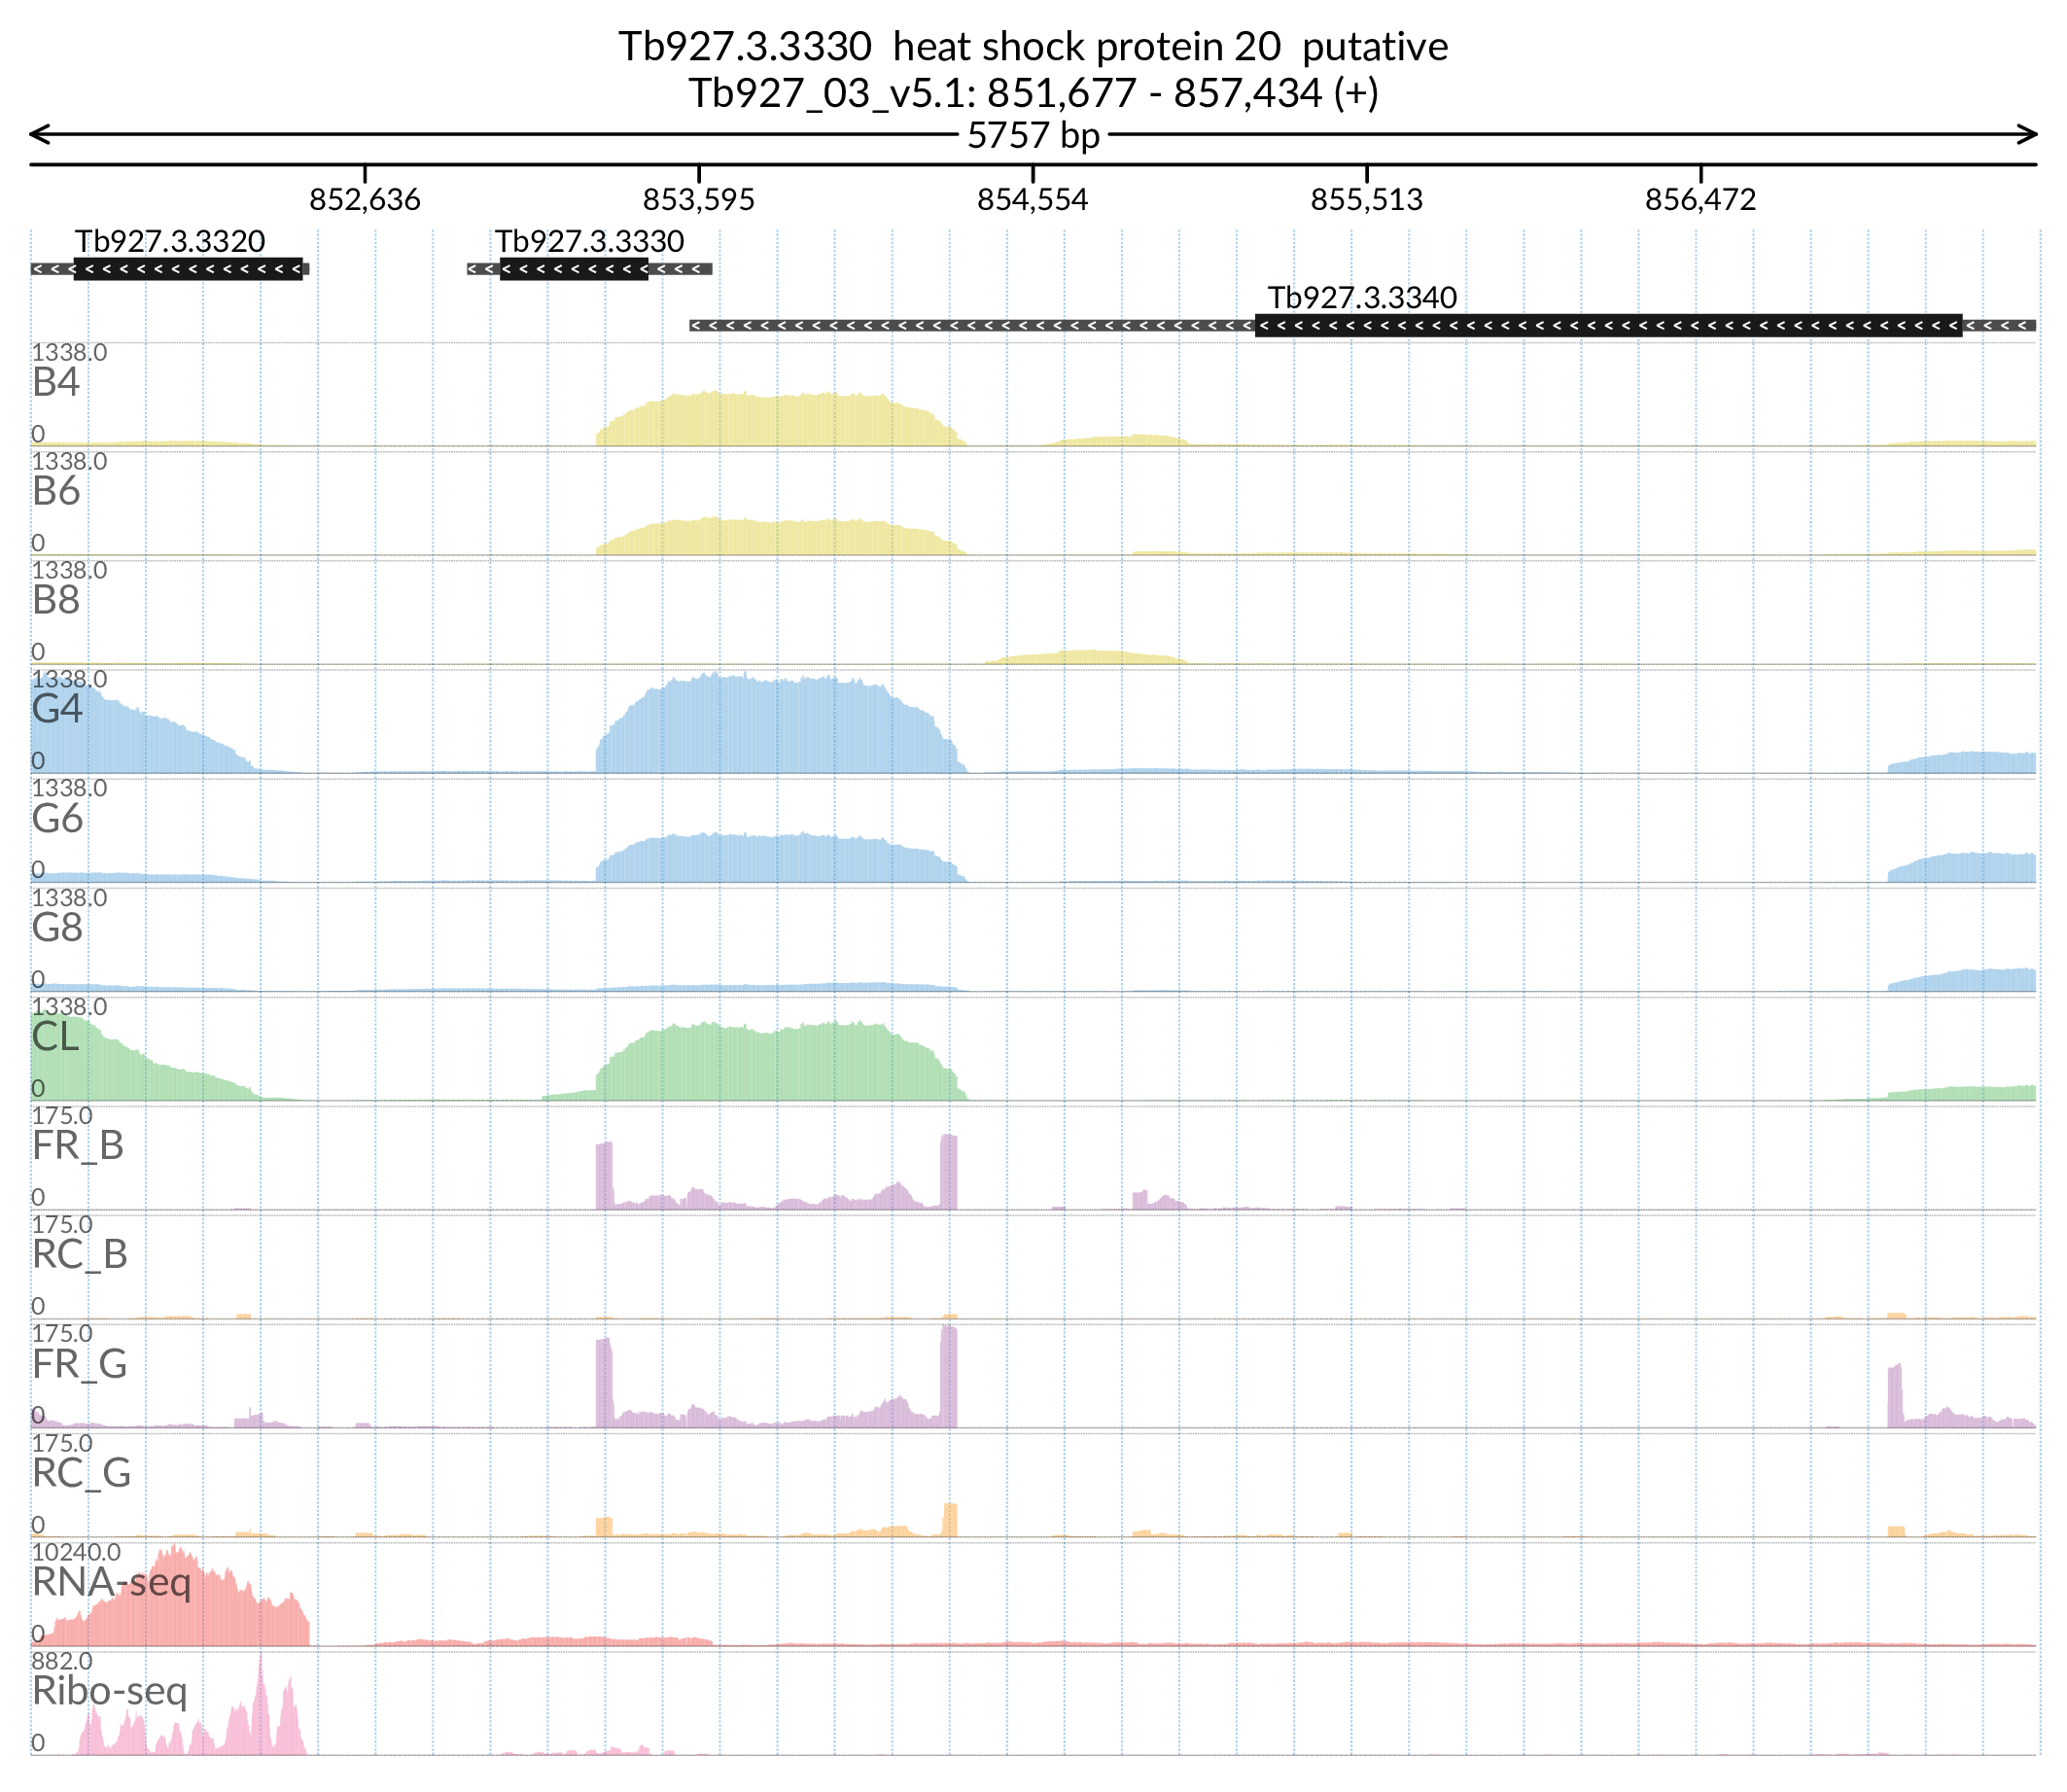 Tb927.3.3330 heat shock protein 20 putative
Tb927_03_v5.1: 851,677 - 857,434 (+)
5757 bp
852,636 853,595 854,554 855,513 856,472
Tb927.3.3320 Tb927.3.3330
Tb927.3.3340
1338.0
B4
0
1338.0
B6
0
1338.0
B8
0
1338.0
G4
0
1338.0
G6
0
1338.0
G8
0
1338.0
CL
0
175.0
FR_B
0
175.0
RC_B
0
175.0
FR_G
0
175.0
RC_G
0
10240.0
RNA-seq
0
882.0
Ribo-seq
0